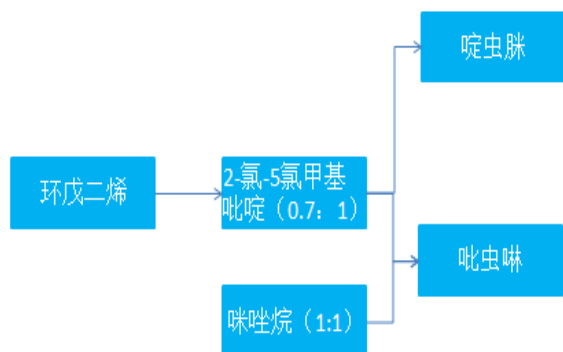 啶虫脒
环戊二烯
2-氯-5氯甲基
吡啶（0.7：1）
吡虫啉
咪唑烷（1:1）